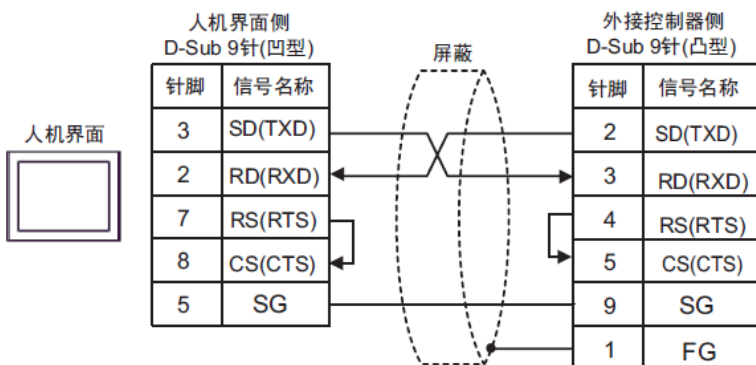 人机界面侧
D-Sub 9针(凹型)
针脚 信号名称
3 SD(TXD)
2 RD(RXD)
7 RS(RTS)
8 CS(CTS)
5 SG
人机界面
屏蔽
外接控制器侧
D-Sub 9针(凸型)
针脚 信号名称
2 SD(TXD)
3 RD(RXD)
4 RS(RTS)
5 CS(CTS)
9 SG
1 FG